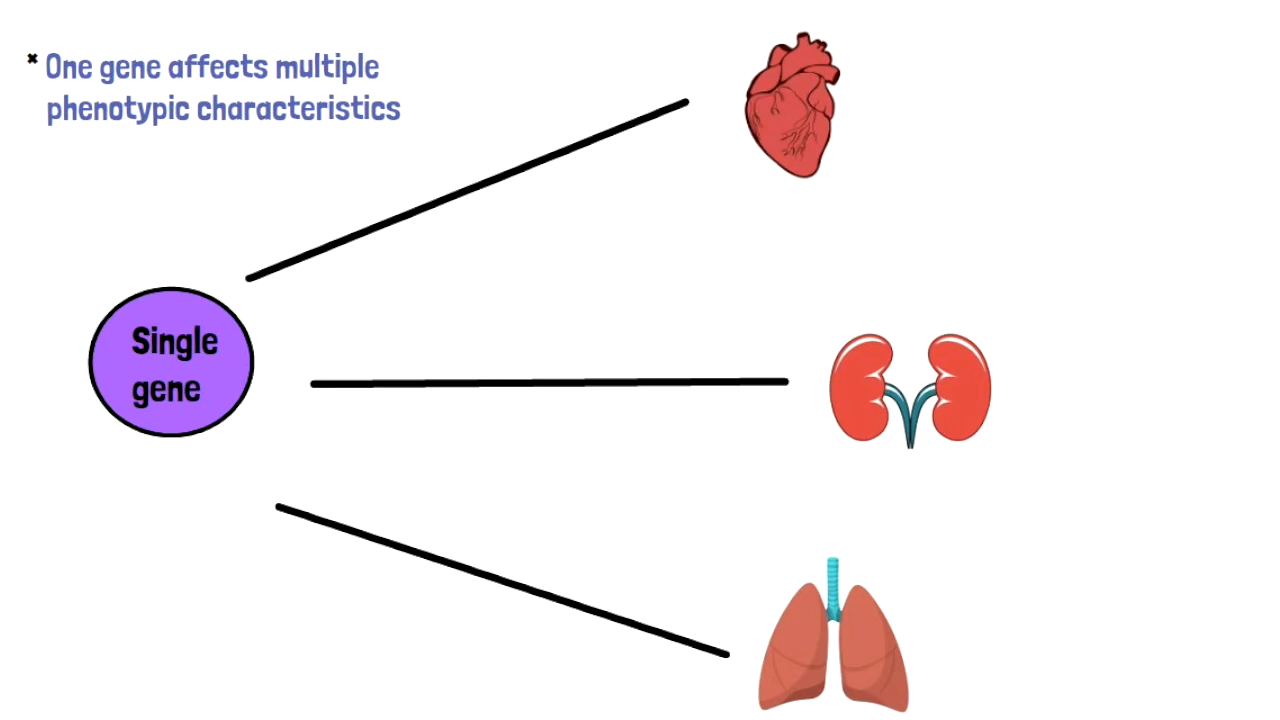 * One gene affects multiple
phenotypic characteristics
Single
gene